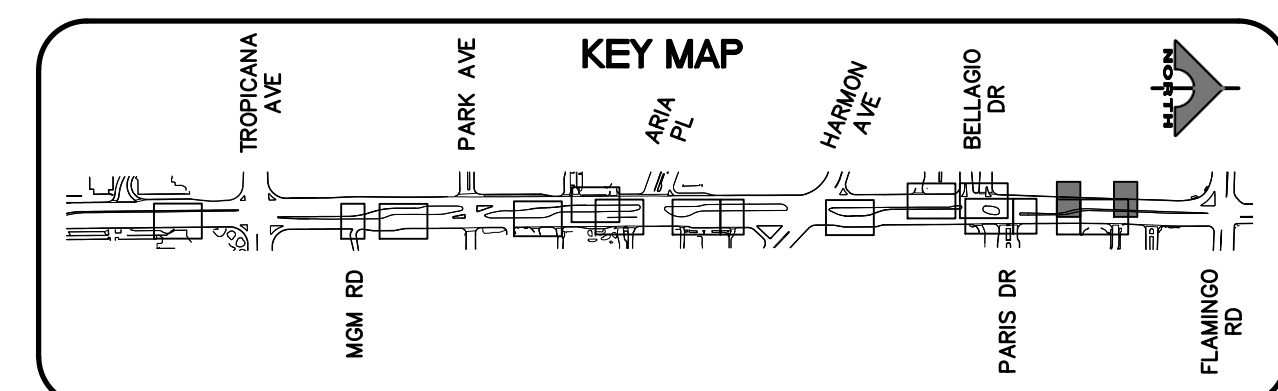 KEY MAP
TROPICANA
AVE
PARK AVE
ARIA
PL
HARMON
AVE
BELLAGIO
DR
NORTH
MGM RD
PARIS DR
FLAMINGO
RD